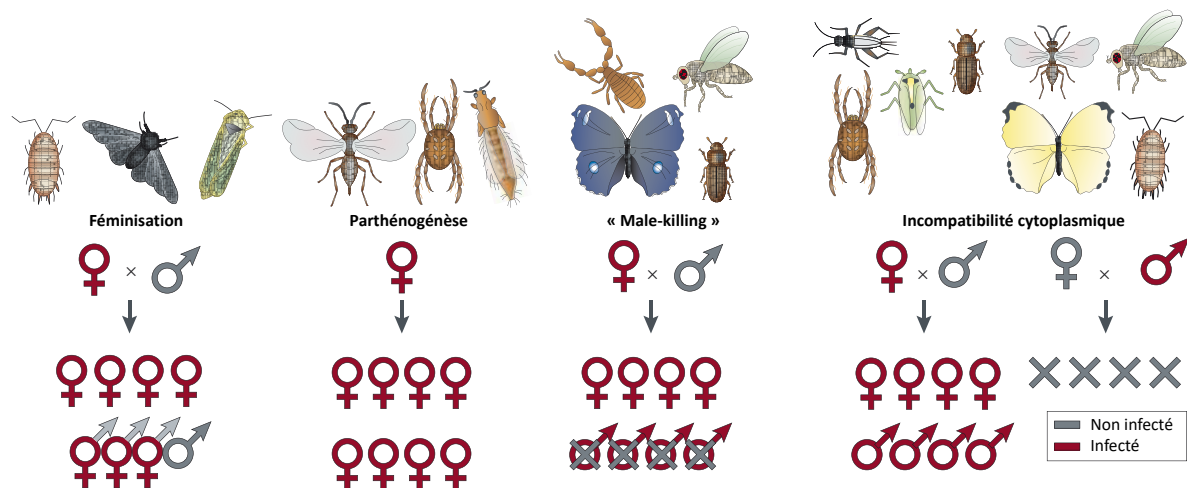 Féminisation
Parthénogénèse
« Male-killing »
Incompatibilité cytoplasmique
×
×
×
×
Non infecté
Infecté